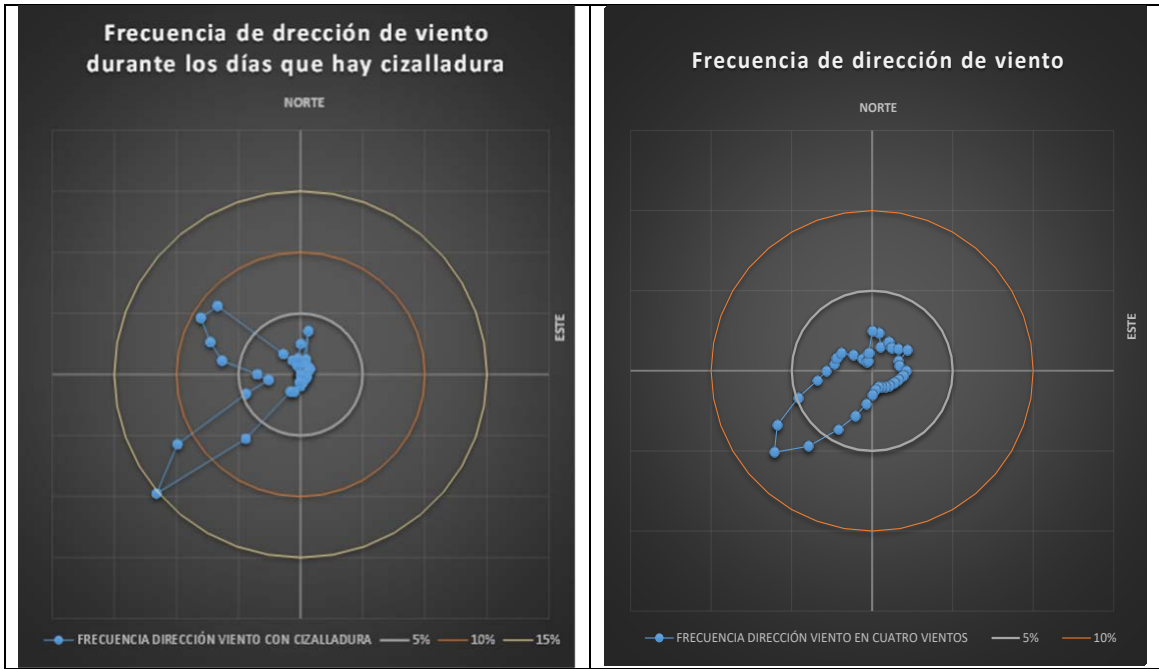 Frecuencia de drección de viento
durante los días que hay cizalladura
NORTE
ESTE
FRECUENCIA DIRECCIÓN VIENTO CON CIZALLADURA 5% 10% 15%
Frecuencia de dirección de viento
NORTE
ESTE
FRECUENCIA DIRECCIÓN VIENTO EN CUATRO VIENTOS 5% 10%